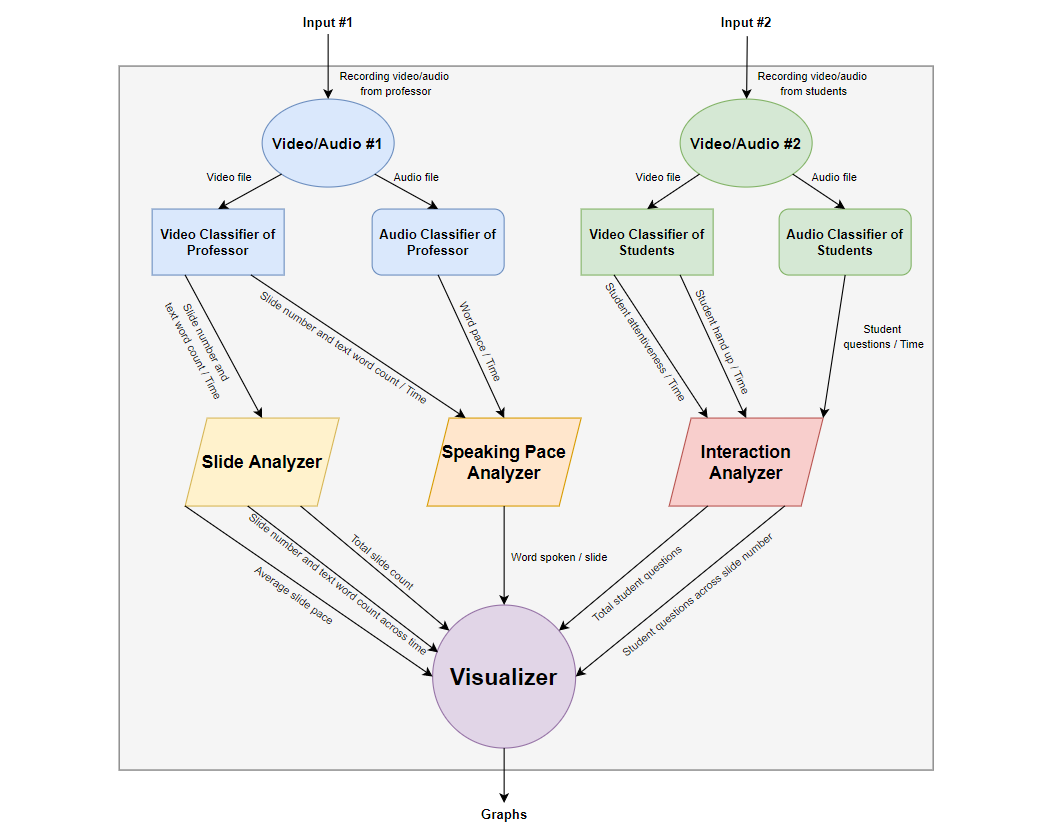 Input #1
Input #2
Recording video/audio
from professor
Recording video/audio
from students
Video/Audio #1
Video/Audio #2
Video file
Audio file
Video file
Audio file
Video Classifier of
Professor
Audio Classifier of
Professor
Video Classifier of
Students
Audio Classifier of
Students
Slide number and
text word count / Time
Slide number and text word count / Time
Word pace / Time
Student attentiveness / Time
Student hand up / Time
Student
questions / Time
Slide Analyzer
Speaking Pace
Analyzer
Interaction
Analyzer
Average slide pace
Slide number and text word count across time
Total slide count
Word spoken / slide
Total student questions
Student questions across slide number
Visualizer
Graphs